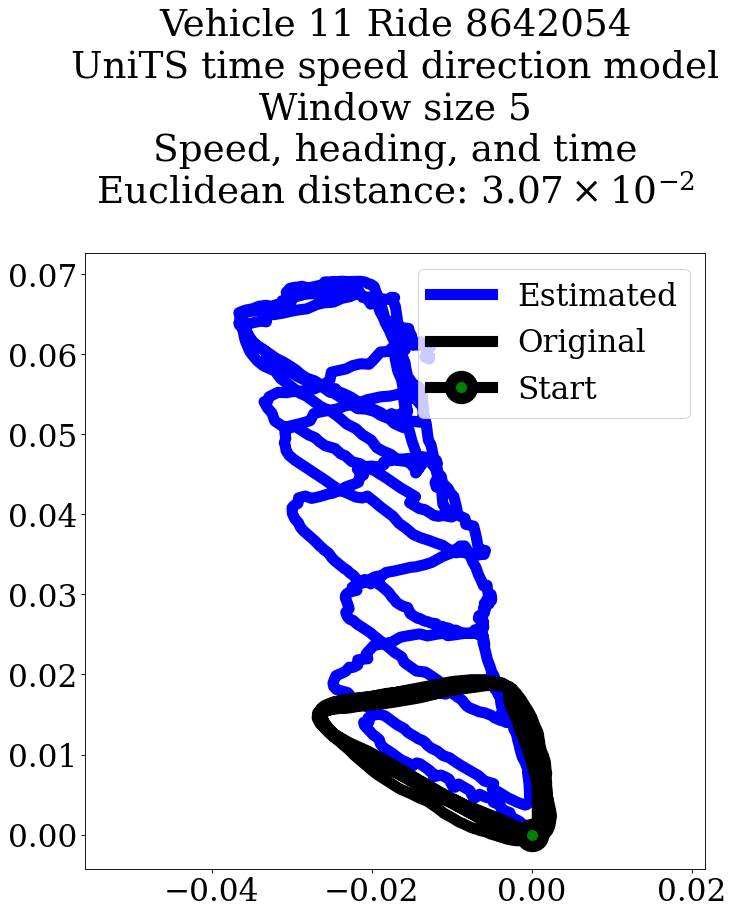 Vehicle 11 Ride 8642054
UniTS time speed direction model
Window size 5
Speed, heading, and time
Euclidean distance: 3.07 × 10⁻²
Estimated
Original
Start
0.07
0.06
0.05
0.04
0.03
0.02
0.01
0.00
−0.04
−0.02
0.00
0.02